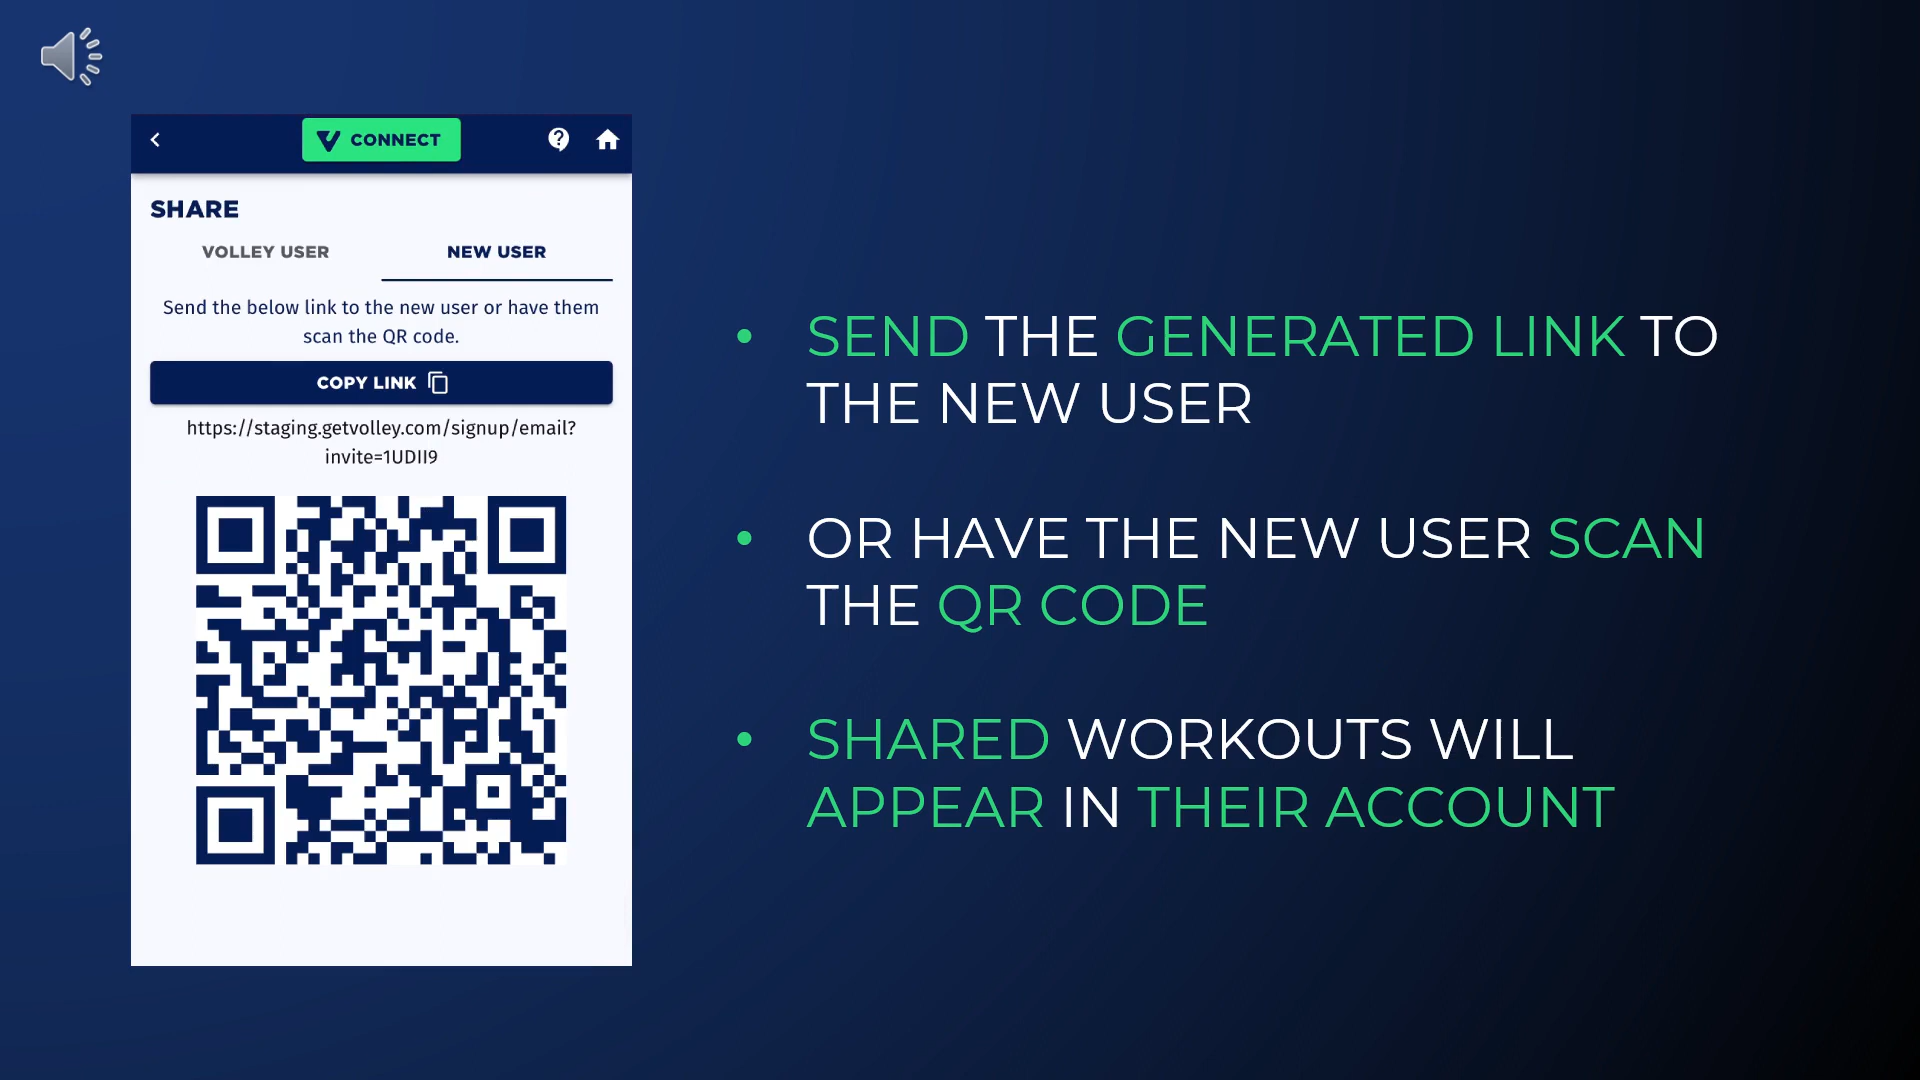 CONNECT
SHARE
VOLLEY USER
NEW USER
Send the below link to the new user or have them
scan the QR code.
COPY LINK
https://staging.getvolley.com/signup/email?
invite=1UDII9
• SEND THE GENERATED LINK TO
THE NEW USER
• OR HAVE THE NEW USER SCAN
THE QR CODE
• SHARED WORKOUTS WILL
APPEAR IN THEIR ACCOUNT